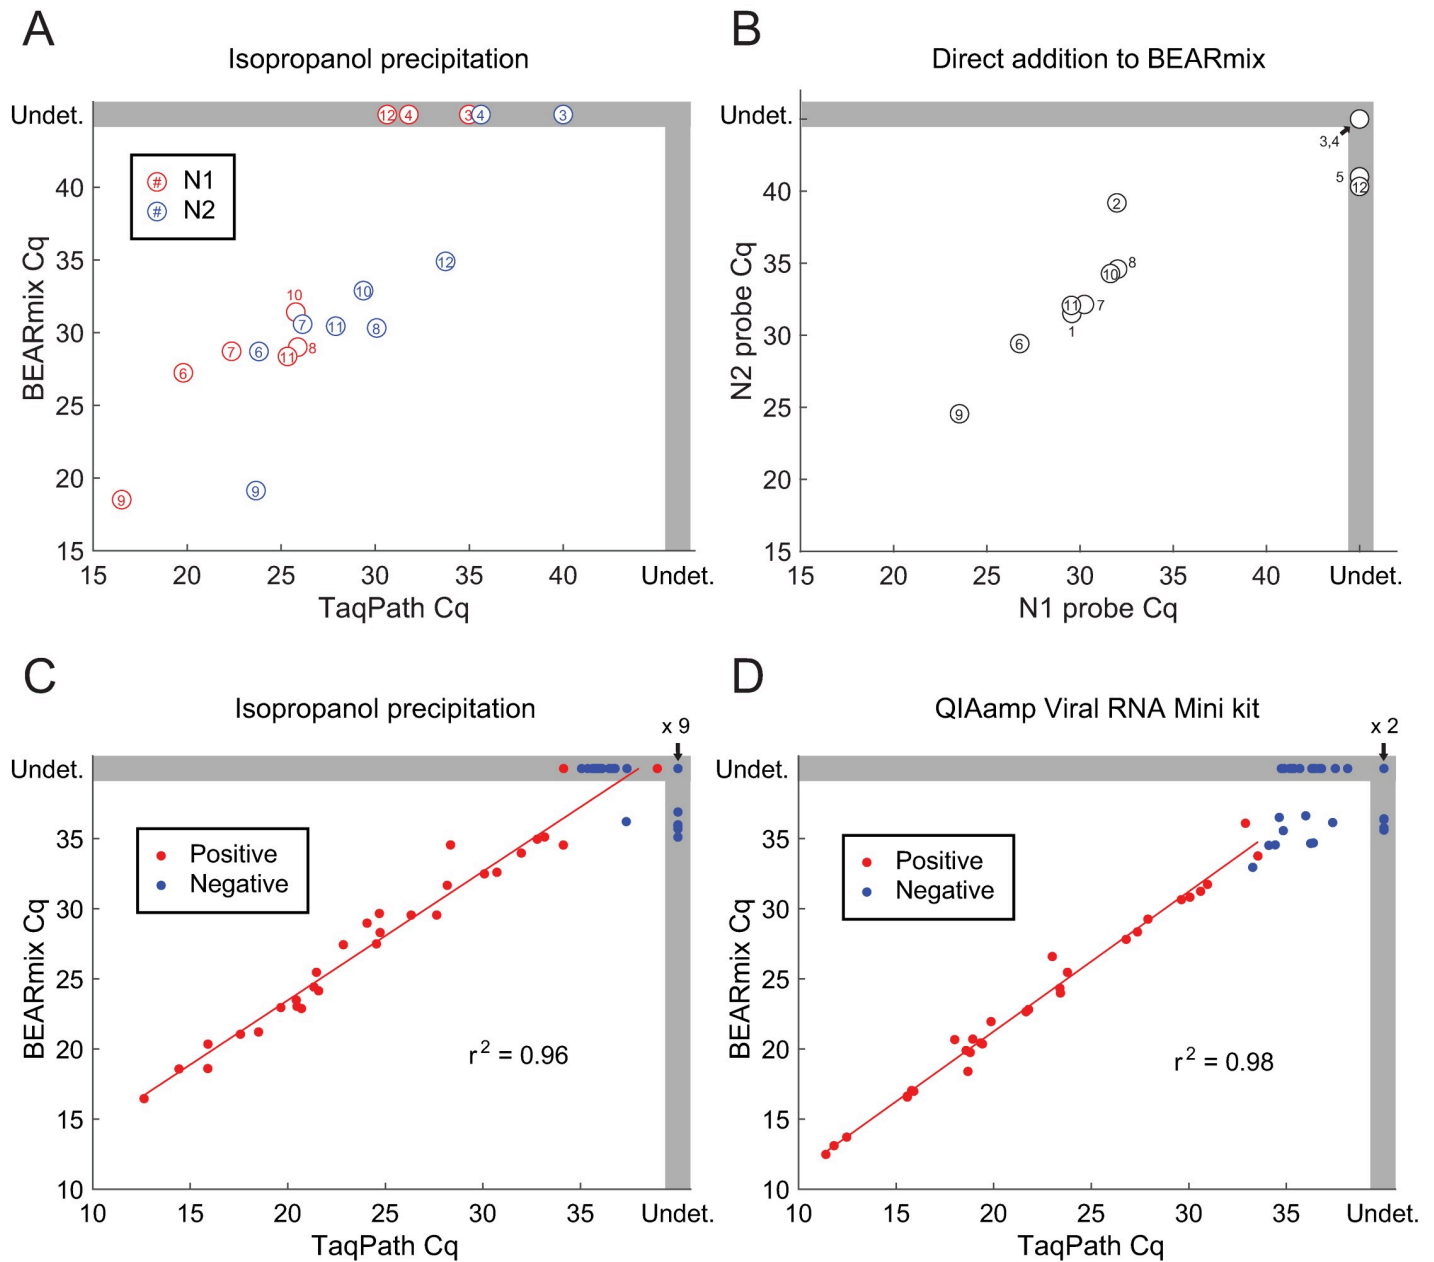 A
Isopropanol precipitation
Undet.
12 4 3 4 3
# N1
# N2
40
35
30
25
20
15
12
10
10
7
11
8
7
6
11
8
6
9
9
BEARmix Cq
15 20 25 30 35 40 Undet.
TaqPath Cq
B
Direct addition to BEARmix
Undet.
3,4
5
12
40
35
30
25
20
15
2
8
10
11
7
1
6
9
N2 probe Cq
15 20 25 30 35 40 Undet.
N1 probe Cq
C
Isopropanol precipitation
x 9
Undet.
35
30
25
20
15
10
Positive
Negative
r2 = 0.96
BEARmix Cq
10 15 20 25 30 35 Undet.
TaqPath Cq
D
QIAamp Viral RNA Mini kit
x 2
Undet.
35
30
25
20
15
10
Positive
Negative
r2 = 0.98
BEARmix Cq
10 15 20 25 30 35 Undet.
TaqPath Cq